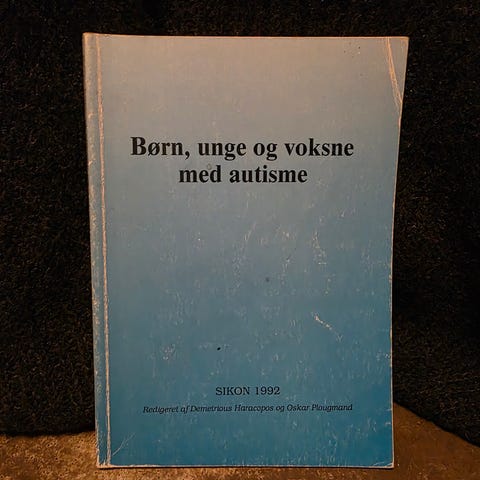 Børn, unge og voksne
med autisme
SIKON 1992
Redigeret af Demetrious Haracopos og Oskar Plougmand